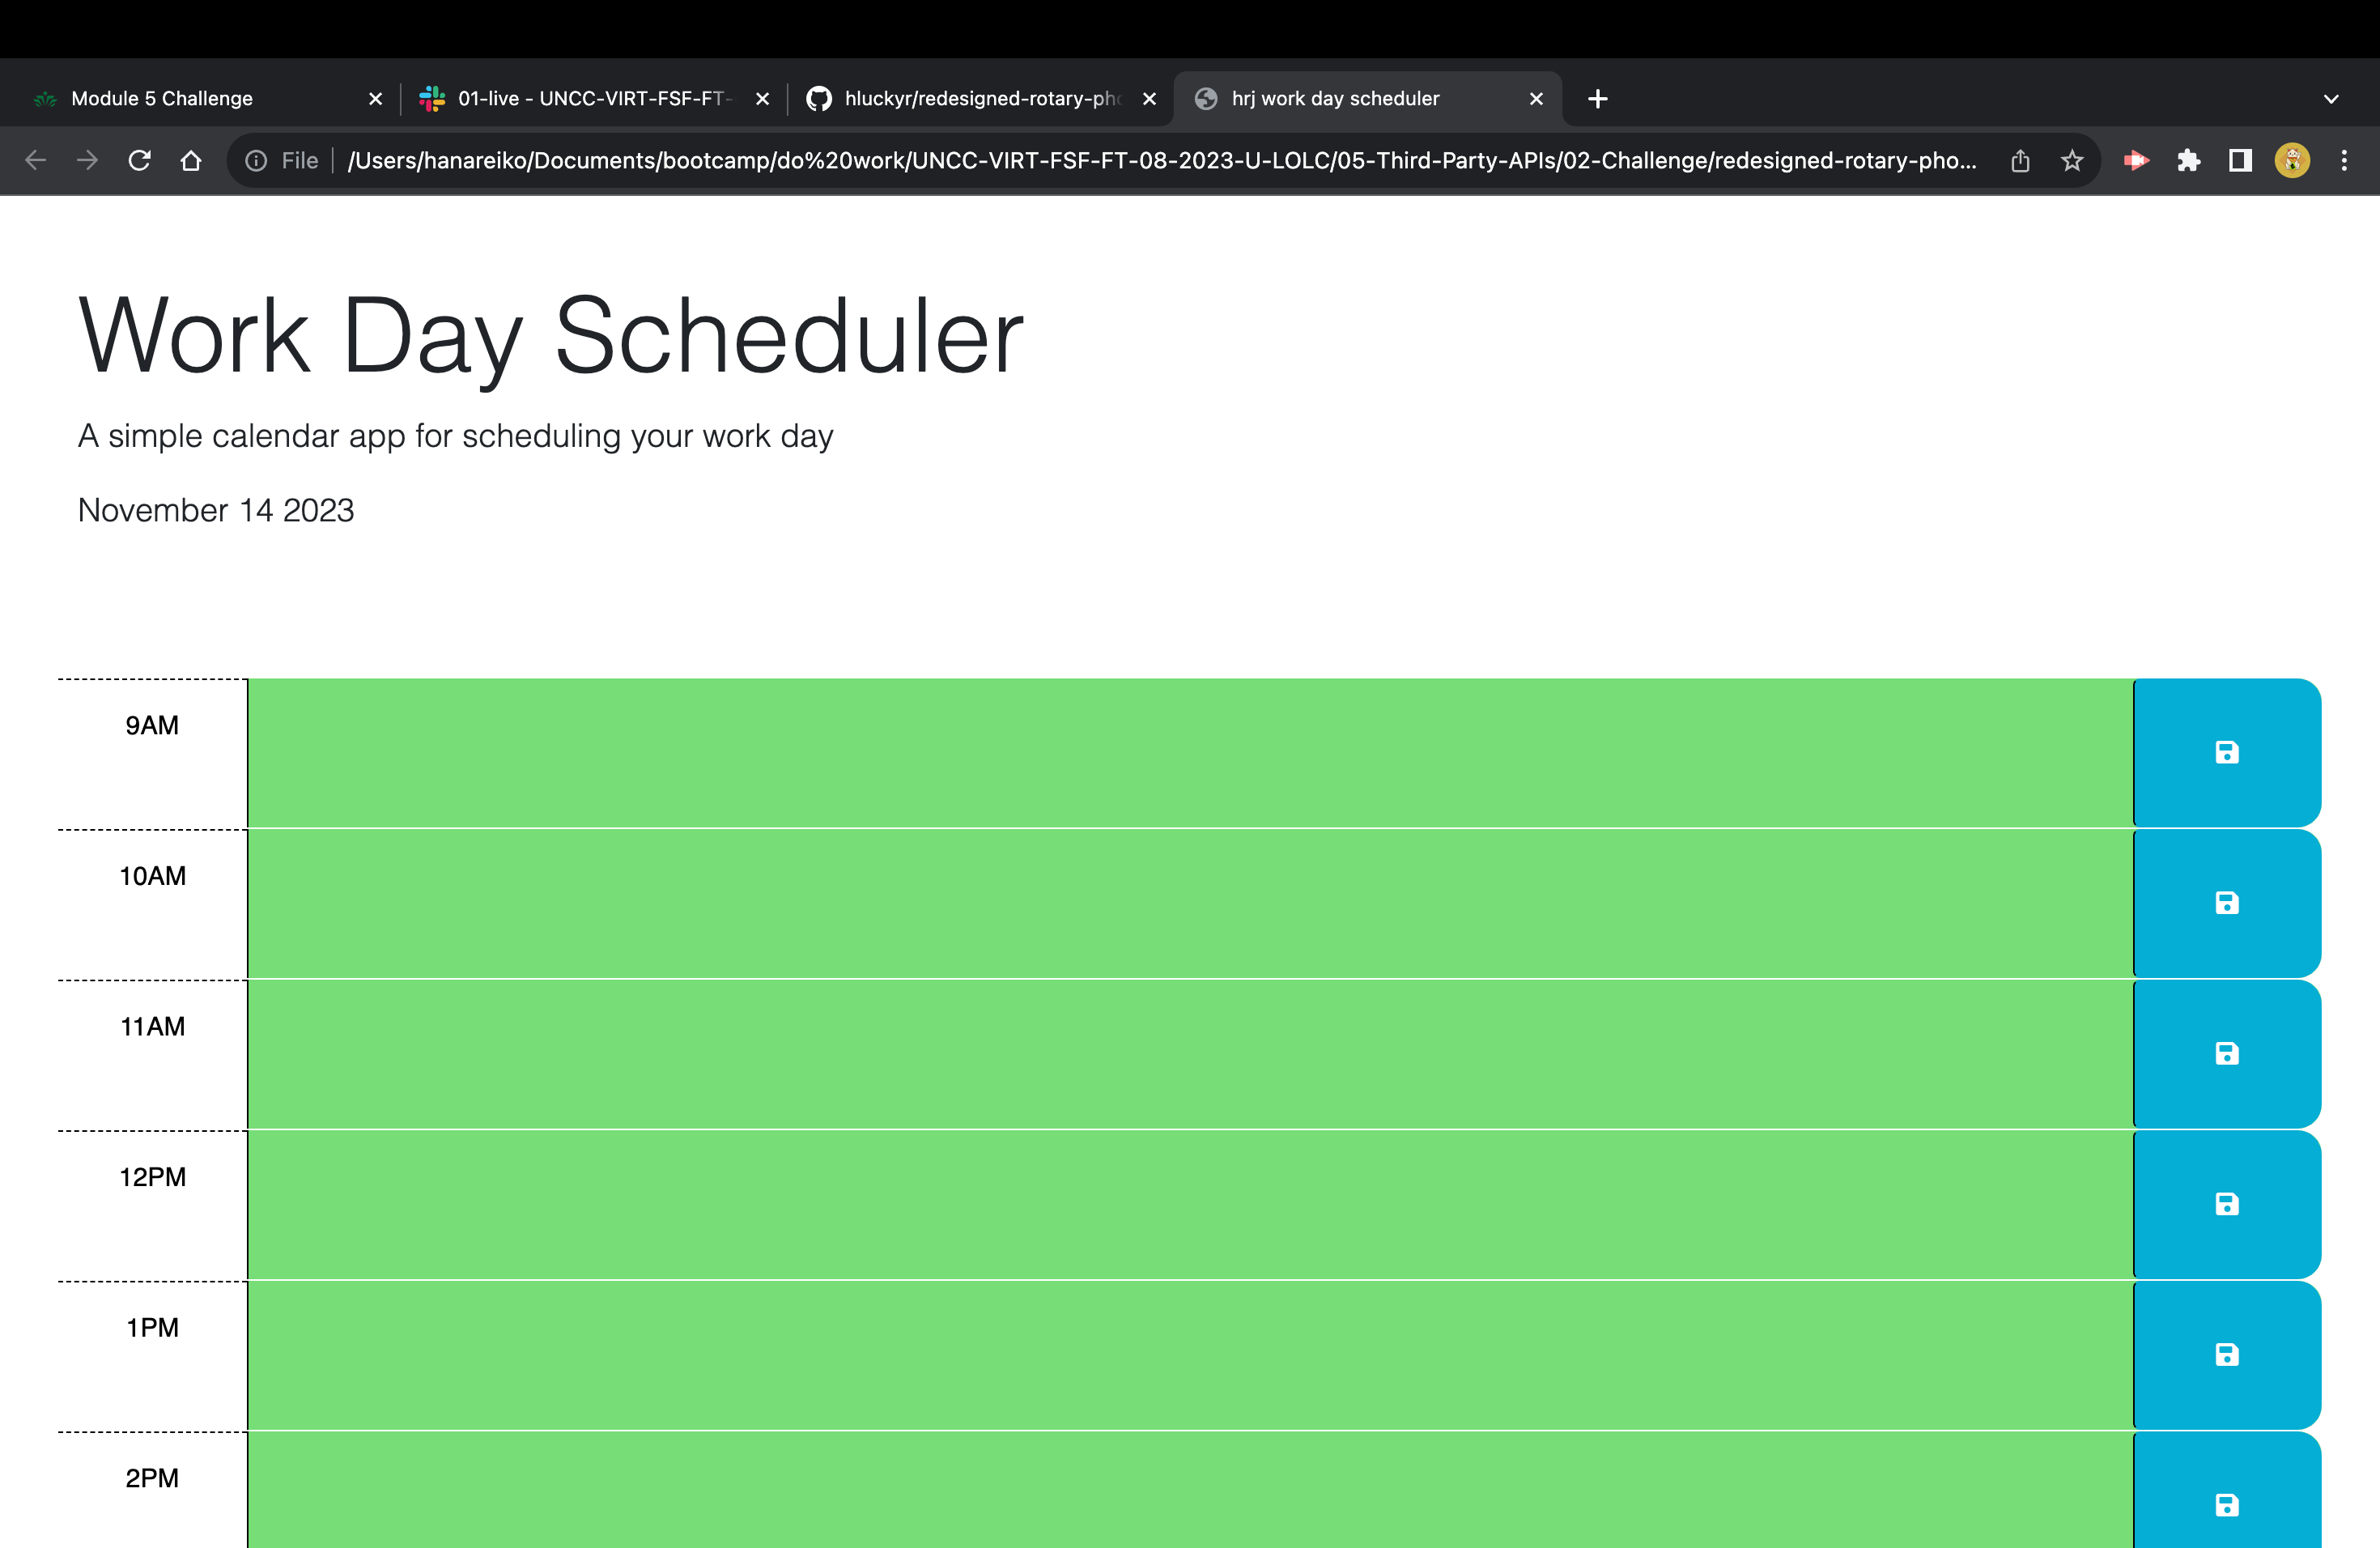 Module 5 Challenge
01-live - UNCC-VIRT-FSF-FT-
hluckyr/redesigned-rotary-pho
hrj work day scheduler
File
/Users/hanareiko/Documents/bootcamp/do%20work/UNCC-VIRT-FSF-FT-08-2023-U-LOLC/05-Third-Party-APIs/02-Challenge/redesigned-rotary-pho...
Work Day Scheduler
A simple calendar app for scheduling your work day
November 14 2023
9AM
10AM
11AM
12PM
1PM
2PM